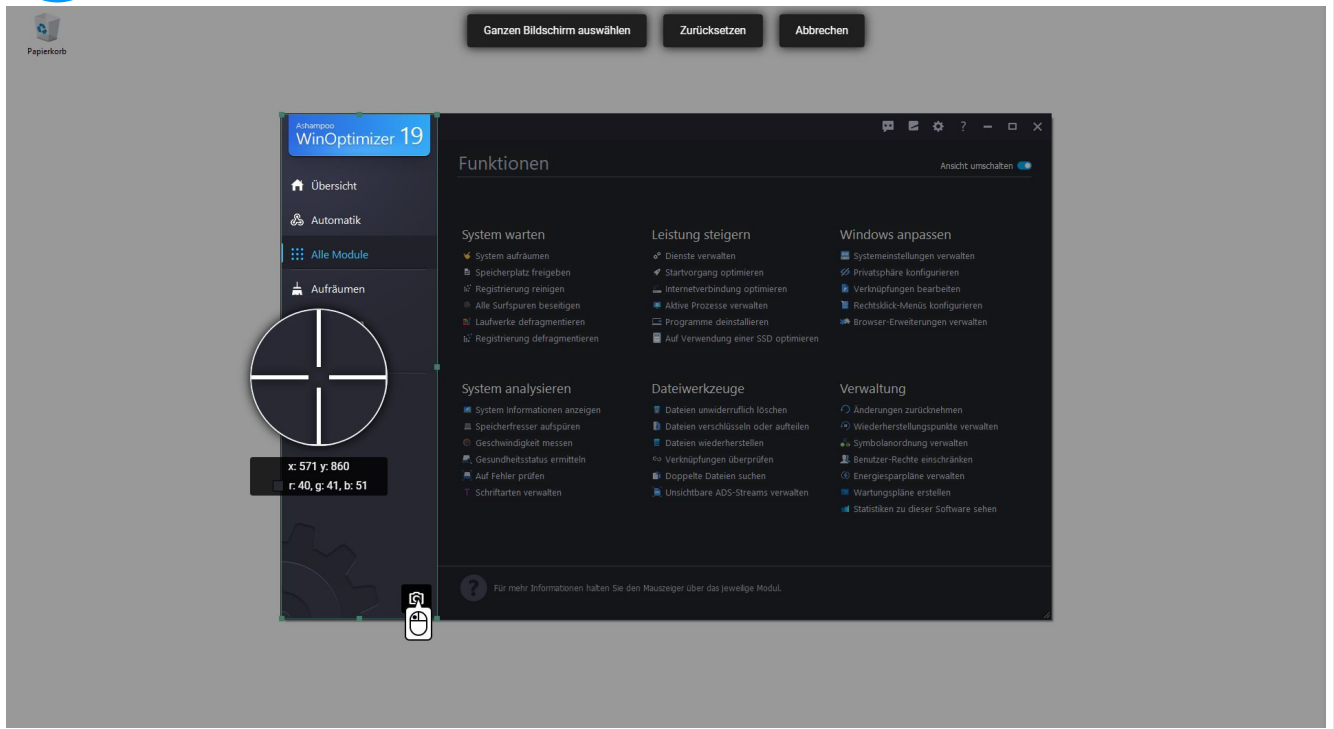 Ganzen Bildschirm auswählen
Zurücksetzen
Abbrechen
Papierkorb
Ashampoo
WinOptimizer 19
Übersicht
Automatik
Alle Module
Aufräumen
x: 571 y: 860
r: 40, g: 41, b: 51
?
Funktionen
Ansicht umschalten
System warten
System aufräumen
Speicherplatz freigeben
Registrierung reinigen
Alle Surfspuren beseitigen
Laufwerke defragmentieren
Registrierung defragmentieren
Leistung steigern
Dienste verwalten
Startvorgang optimieren
Internetverbindung optimieren
Aktive Prozesse verwalten
Programme deinstallieren
Auf Verwendung einer SSD optimieren
Windows anpassen
Systemeinstellungen verwalten
Privatsphäre konfigurieren
Verknüpfungen bearbeiten
Rechtsklick-Menüs konfigurieren
Browser-Erweiterungen verwalten
System analysieren
System Informationen anzeigen
Speicherfresser aufspüren
Geschwindigkeit messen
Gesundheitsstatus ermitteln
Auf Fehler prüfen
Schriftarten verwalten
Dateiwerkzeuge
Dateien unwiderruflich löschen
Dateien verschlüsseln oder aufteilen
Dateien wiederherstellen
Verknüpfungen überprüfen
Doppelte Dateien suchen
Unsichtbare ADS-Streams verwalten
Verwaltung
Änderungen zurücknehmen
Wiederherstellungspunkte verwalten
Symbolanordnung verwalten
Benutzer-Rechte einschränken
Energiesparpläne verwalten
Wartungspläne erstellen
Statistiken zu dieser Software sehen
?
Für mehr Informationen halten Sie den Mauszeiger über das jeweilige Modul.